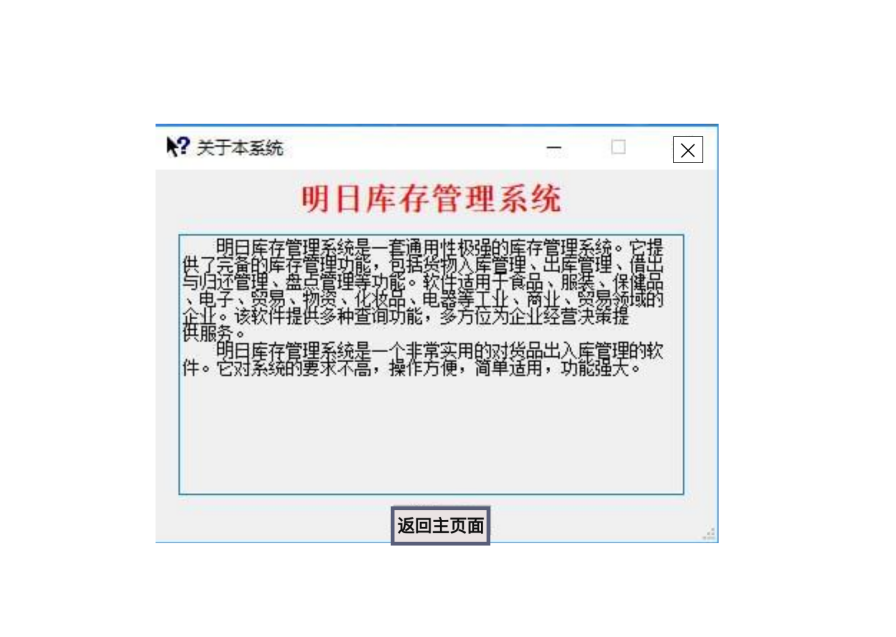 关于本系统
明日库存管理系统
明日库存管理系统是一套通用性极强的库存管理系统。它提
供了完备的库存管理功能，包括货物入库管理、出库管理、借出
与归还管理、盘点管理等功能。软件适用于食品、服装、保健品
、电子、贸易、物资、化妆品、电器等工业、商业、贸易领域的
企业。该软件提供多种查询功能，多方位为企业经营决策提
供服务。
明日库存管理系统是一个非常实用的对货品出入库管理的软
件。它对系统的要求不高，操作方便，简单适用，功能强大。
返回主页面